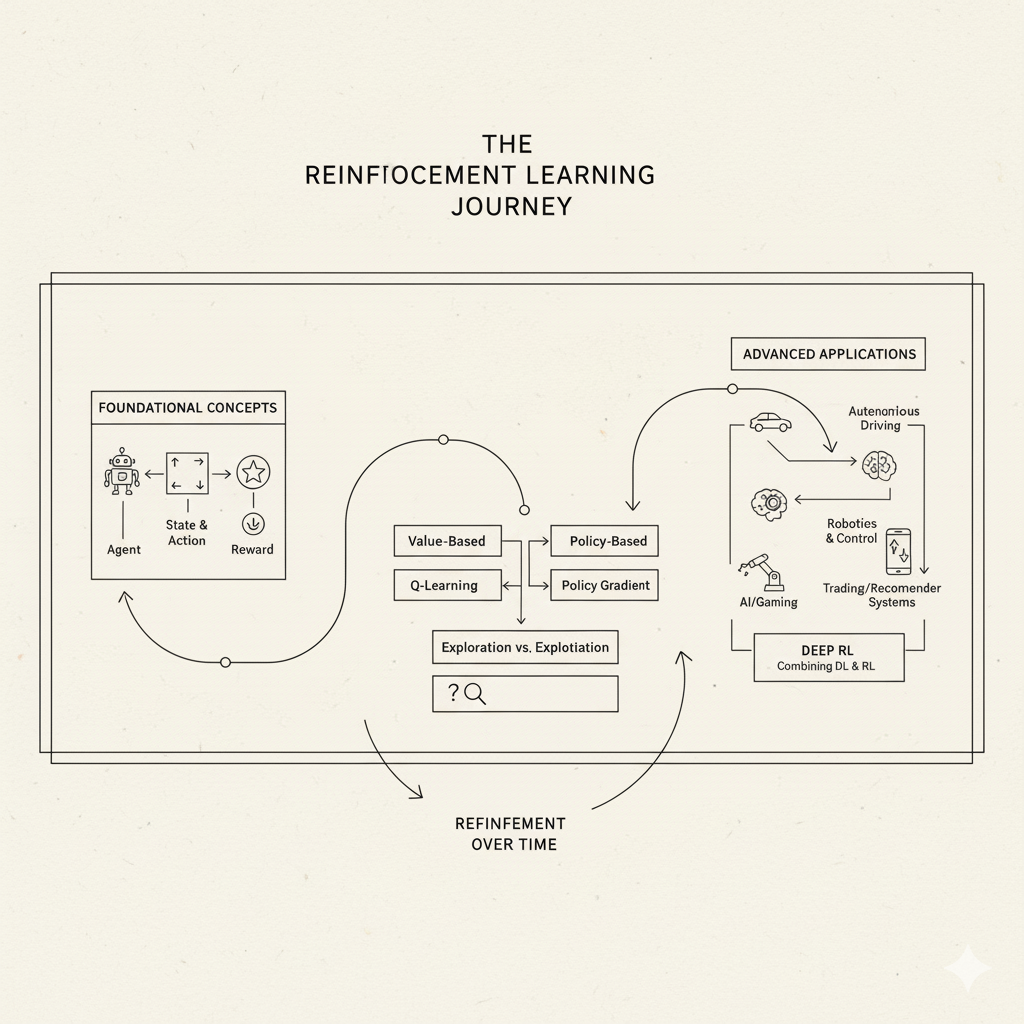 THE
REINFIOCEMENT LEARNING
JOURNEY
FOUNDATIONAL CONCEPTS
Agent
State &
Action
Reward
Value-Based
Policy-Based
Q-Learning
Policy Gradient
Exploration vs. Explotiation
?
ADVANCED APPLICATIONS
Autenonious
Driving
Roboties
& Control
AI/Gaming
Trading/Recomender
Systems
DEEP RL
Combining DL & RL
REFINFEMENT
OVER TIME